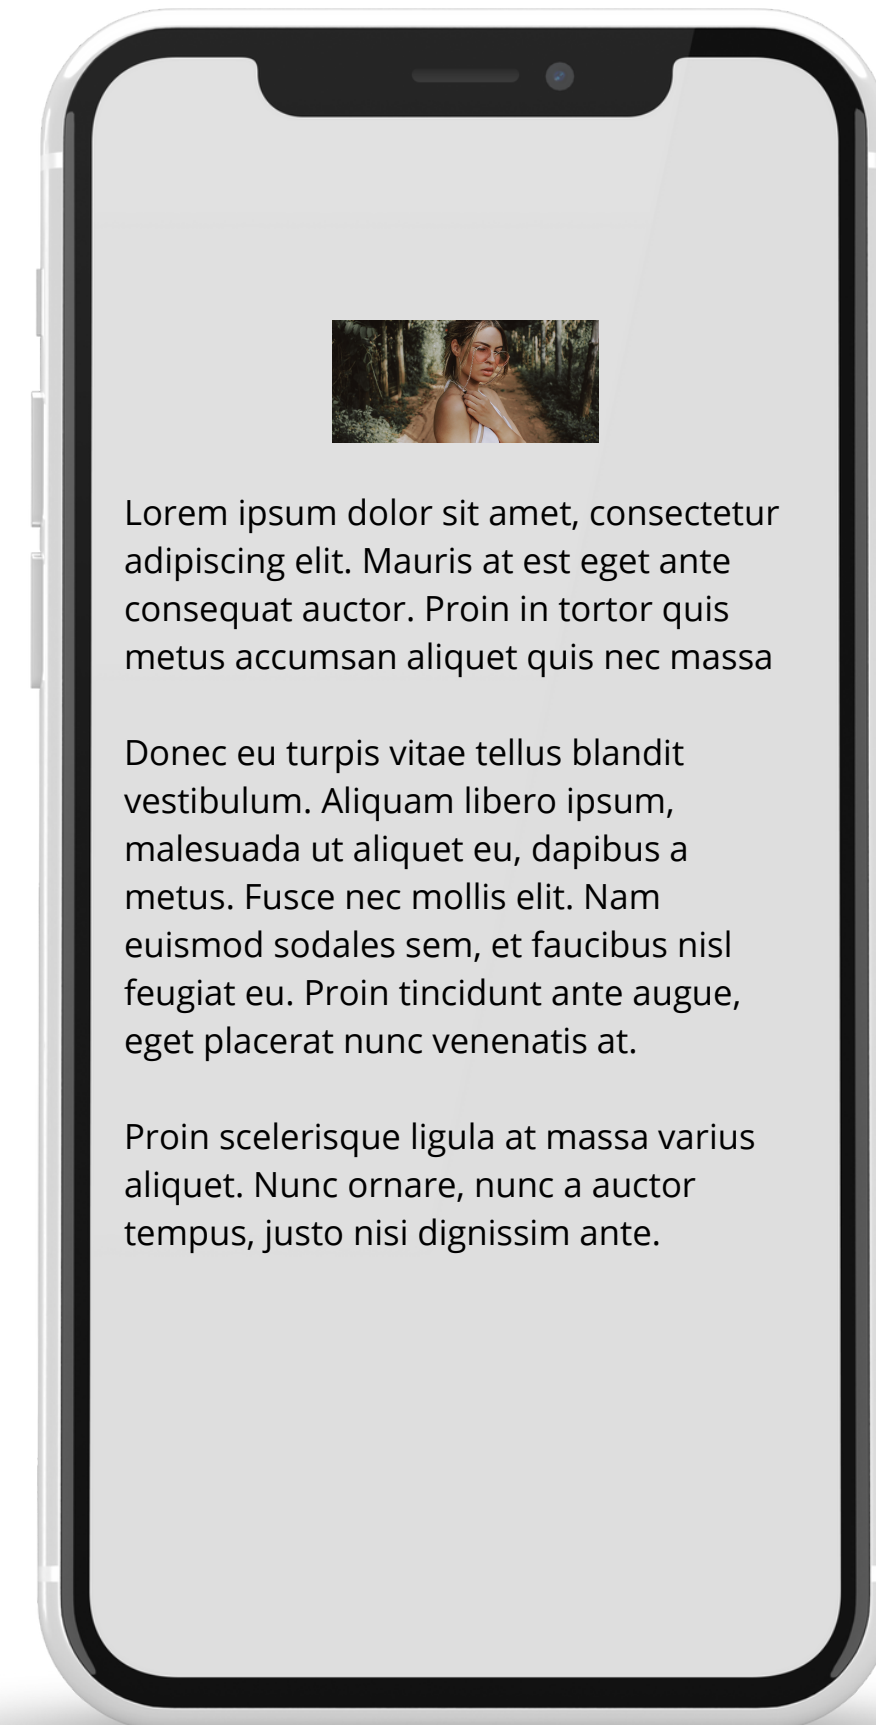 Lorem ipsum dolor sit amet, consectetur
adipiscing elit. Mauris at est eget ante
consequat auctor. Proin in tortor quis
metus accumsan aliquet quis nec massa
Donec eu turpis vitae tellus blandit
vestibulum. Aliquam libero ipsum,
malesuada ut aliquet eu, dapibus a
metus. Fusce nec mollis elit. Nam
euismod sodales sem, et faucibus nisl
feugiat eu. Proin tincidunt ante augue,
eget placerat nunc venenatis at.
Proin scelerisque ligula at massa varius
aliquet. Nunc ornare, nunc a auctor
tempus, justo nisi dignissim ante.